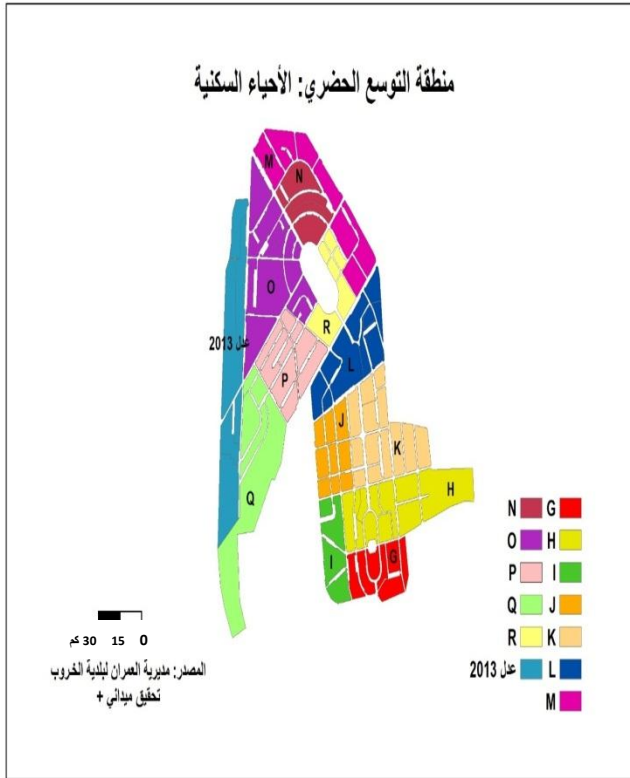 منطقة التوسع الحضري: الأحياء السكنية
M
N
O
R
عدل 2013
L
P
J
K
Q
H
I
G
N G
O H
P I
Q J
R K
عدل 2013 L
M
0 15 30 كم
المصدر: مديرية العمران لبلدية الخروب
+ تحقيق ميداني